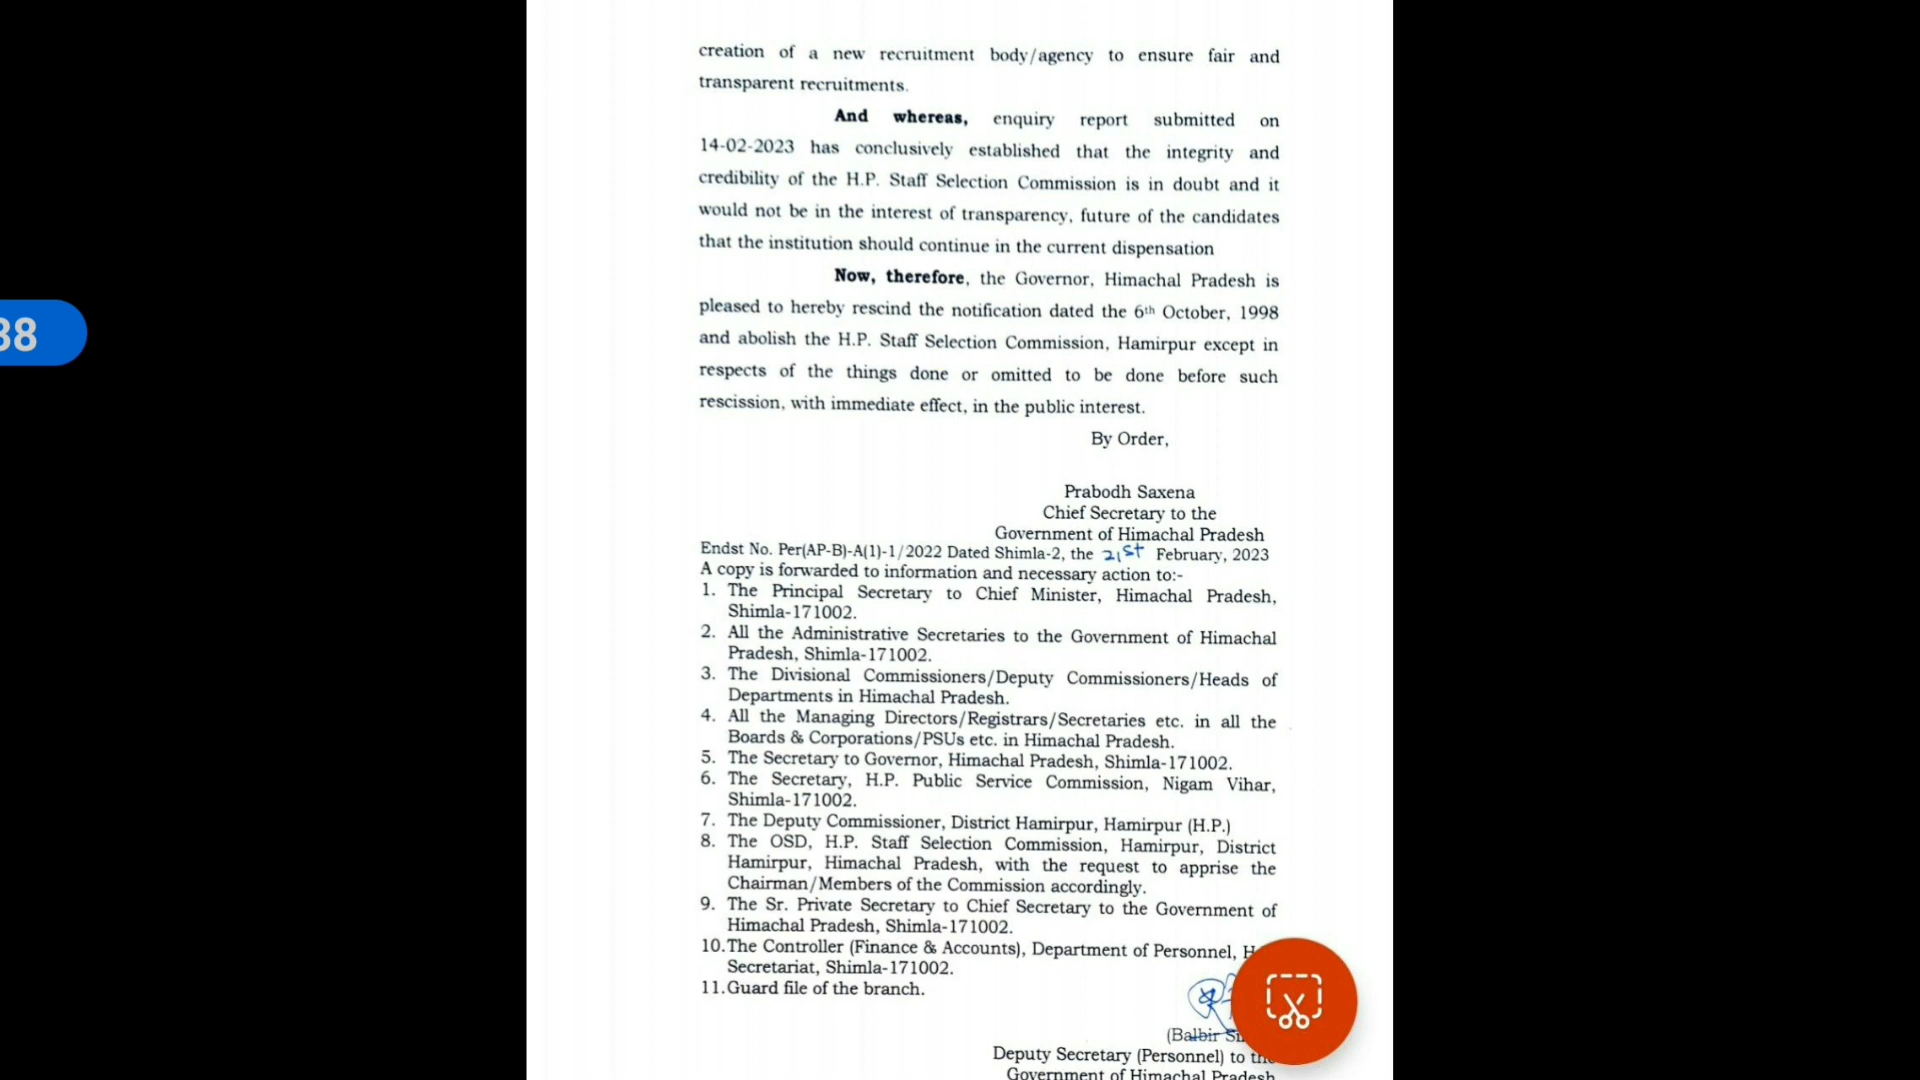 creation of a new recruitment body/agency to ensure fair and
transparent recruitments.
And whereas, enquiry report submitted on
14-02-2023 has conclusively established that the integrity and
credibility of the H.P. Staff Selection Commission is in doubt and it
would not be in the interest of transparency, future of the candidates
that the institution should continue in the current dispensation
Now, therefore, the Governor, Himachal Pradesh is
pleased to hereby rescind the notification dated the 6th October, 1998
and abolish the H.P. Staff Selection Commission, Hamirpur except in
respects of the things done or omitted to be done before such
rescission, with immediate effect, in the public interest.
38
By Order,
Prabodh Saxena
Chief Secretary to the
Government of Himachal Pradesh
Endst No. Per(AP-B)-A(1)-1/2022 Dated Shimla-2, the 21st February, 2023
A copy is forwarded to information and necessary action to:-
1. The Principal Secretary to Chief Minister, Himachal Pradesh,
Shimla-171002.
2. All the Administrative Secretaries to the Government of Himachal
Pradesh, Shimla-171002.
3. The Divisional Commissioners/Deputy Commissioners/Heads of
Departments in Himachal Pradesh.
4. All the Managing Directors/Registrars/Secretaries etc. in all the
Boards & Corporations/PSUs etc. in Himachal Pradesh.
5. The Secretary to Governor, Himachal Pradesh, Shimla-171002.
6. The Secretary, H.P. Public Service Commission, Nigam Vihar,
Shimla-171002.
7. The Deputy Commissioner, District Hamirpur, Hamirpur (H.P.)
8. The OSD, H.P. Staff Selection Commission, Hamirpur, District
Hamirpur, Himachal Pradesh, with the request to apprise the
Chairman/Members of the Commission accordingly.
9. The Sr. Private Secretary to Chief Secretary to the Government of
Himachal Pradesh, Shimla-171002.
10.The Controller (Finance & Accounts), Department of Personnel,
Secretariat, Shimla-171002.
11.Guard file of the branch.
(Balbir
Deputy Secretary (Personnel) to the
Government of Himachal Pradesh